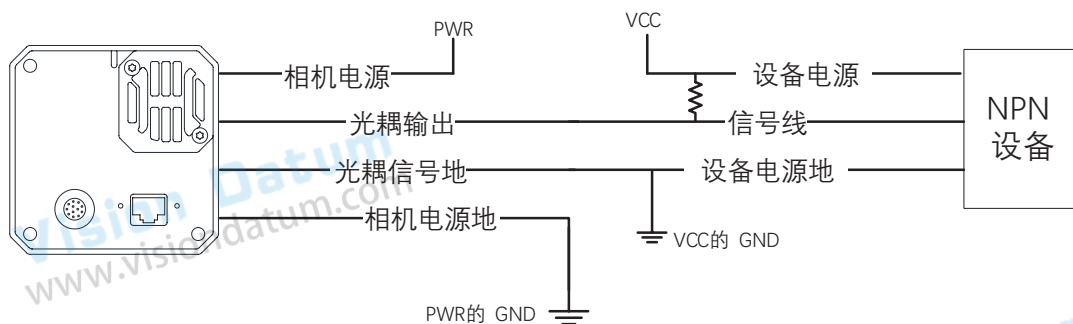 PWR
VCC
相机电源
设备电源
光耦输出
信号线
NPN
设备
光耦信号地
设备电源地
相机电源地
VCC的 GND
PWR的 GND
Vision Datum
www.visiondatum.com